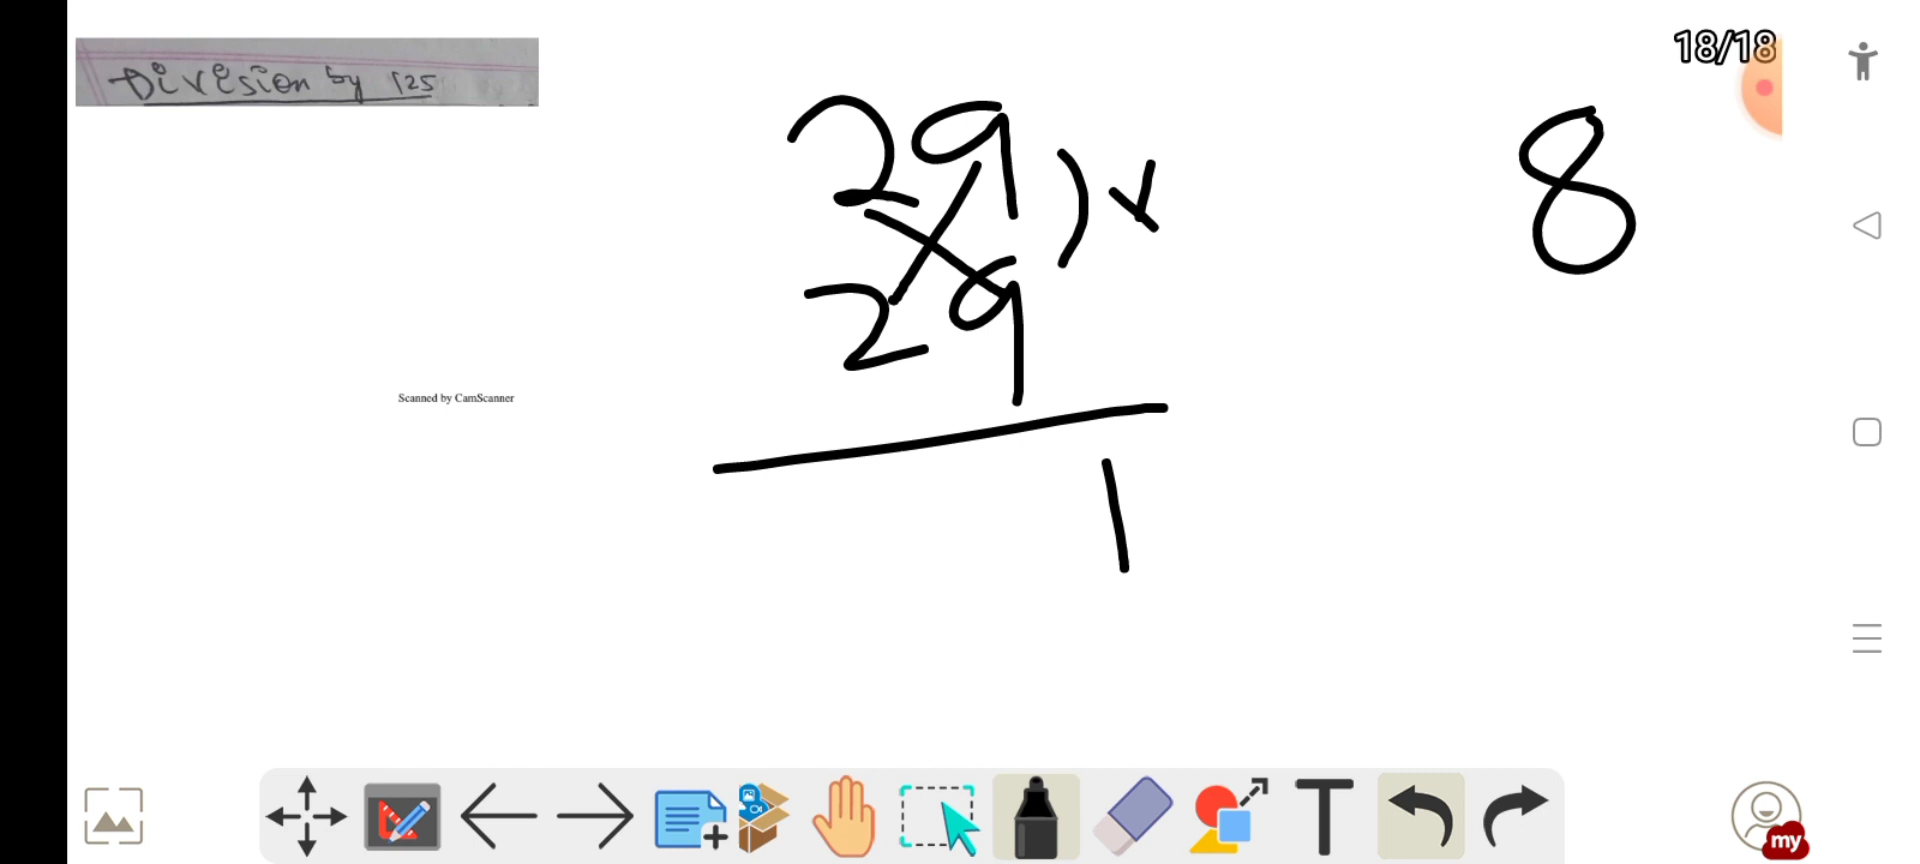 18/18
Division by 125
29 ) x 8
29
Scanned by CamScanner
1
T
my